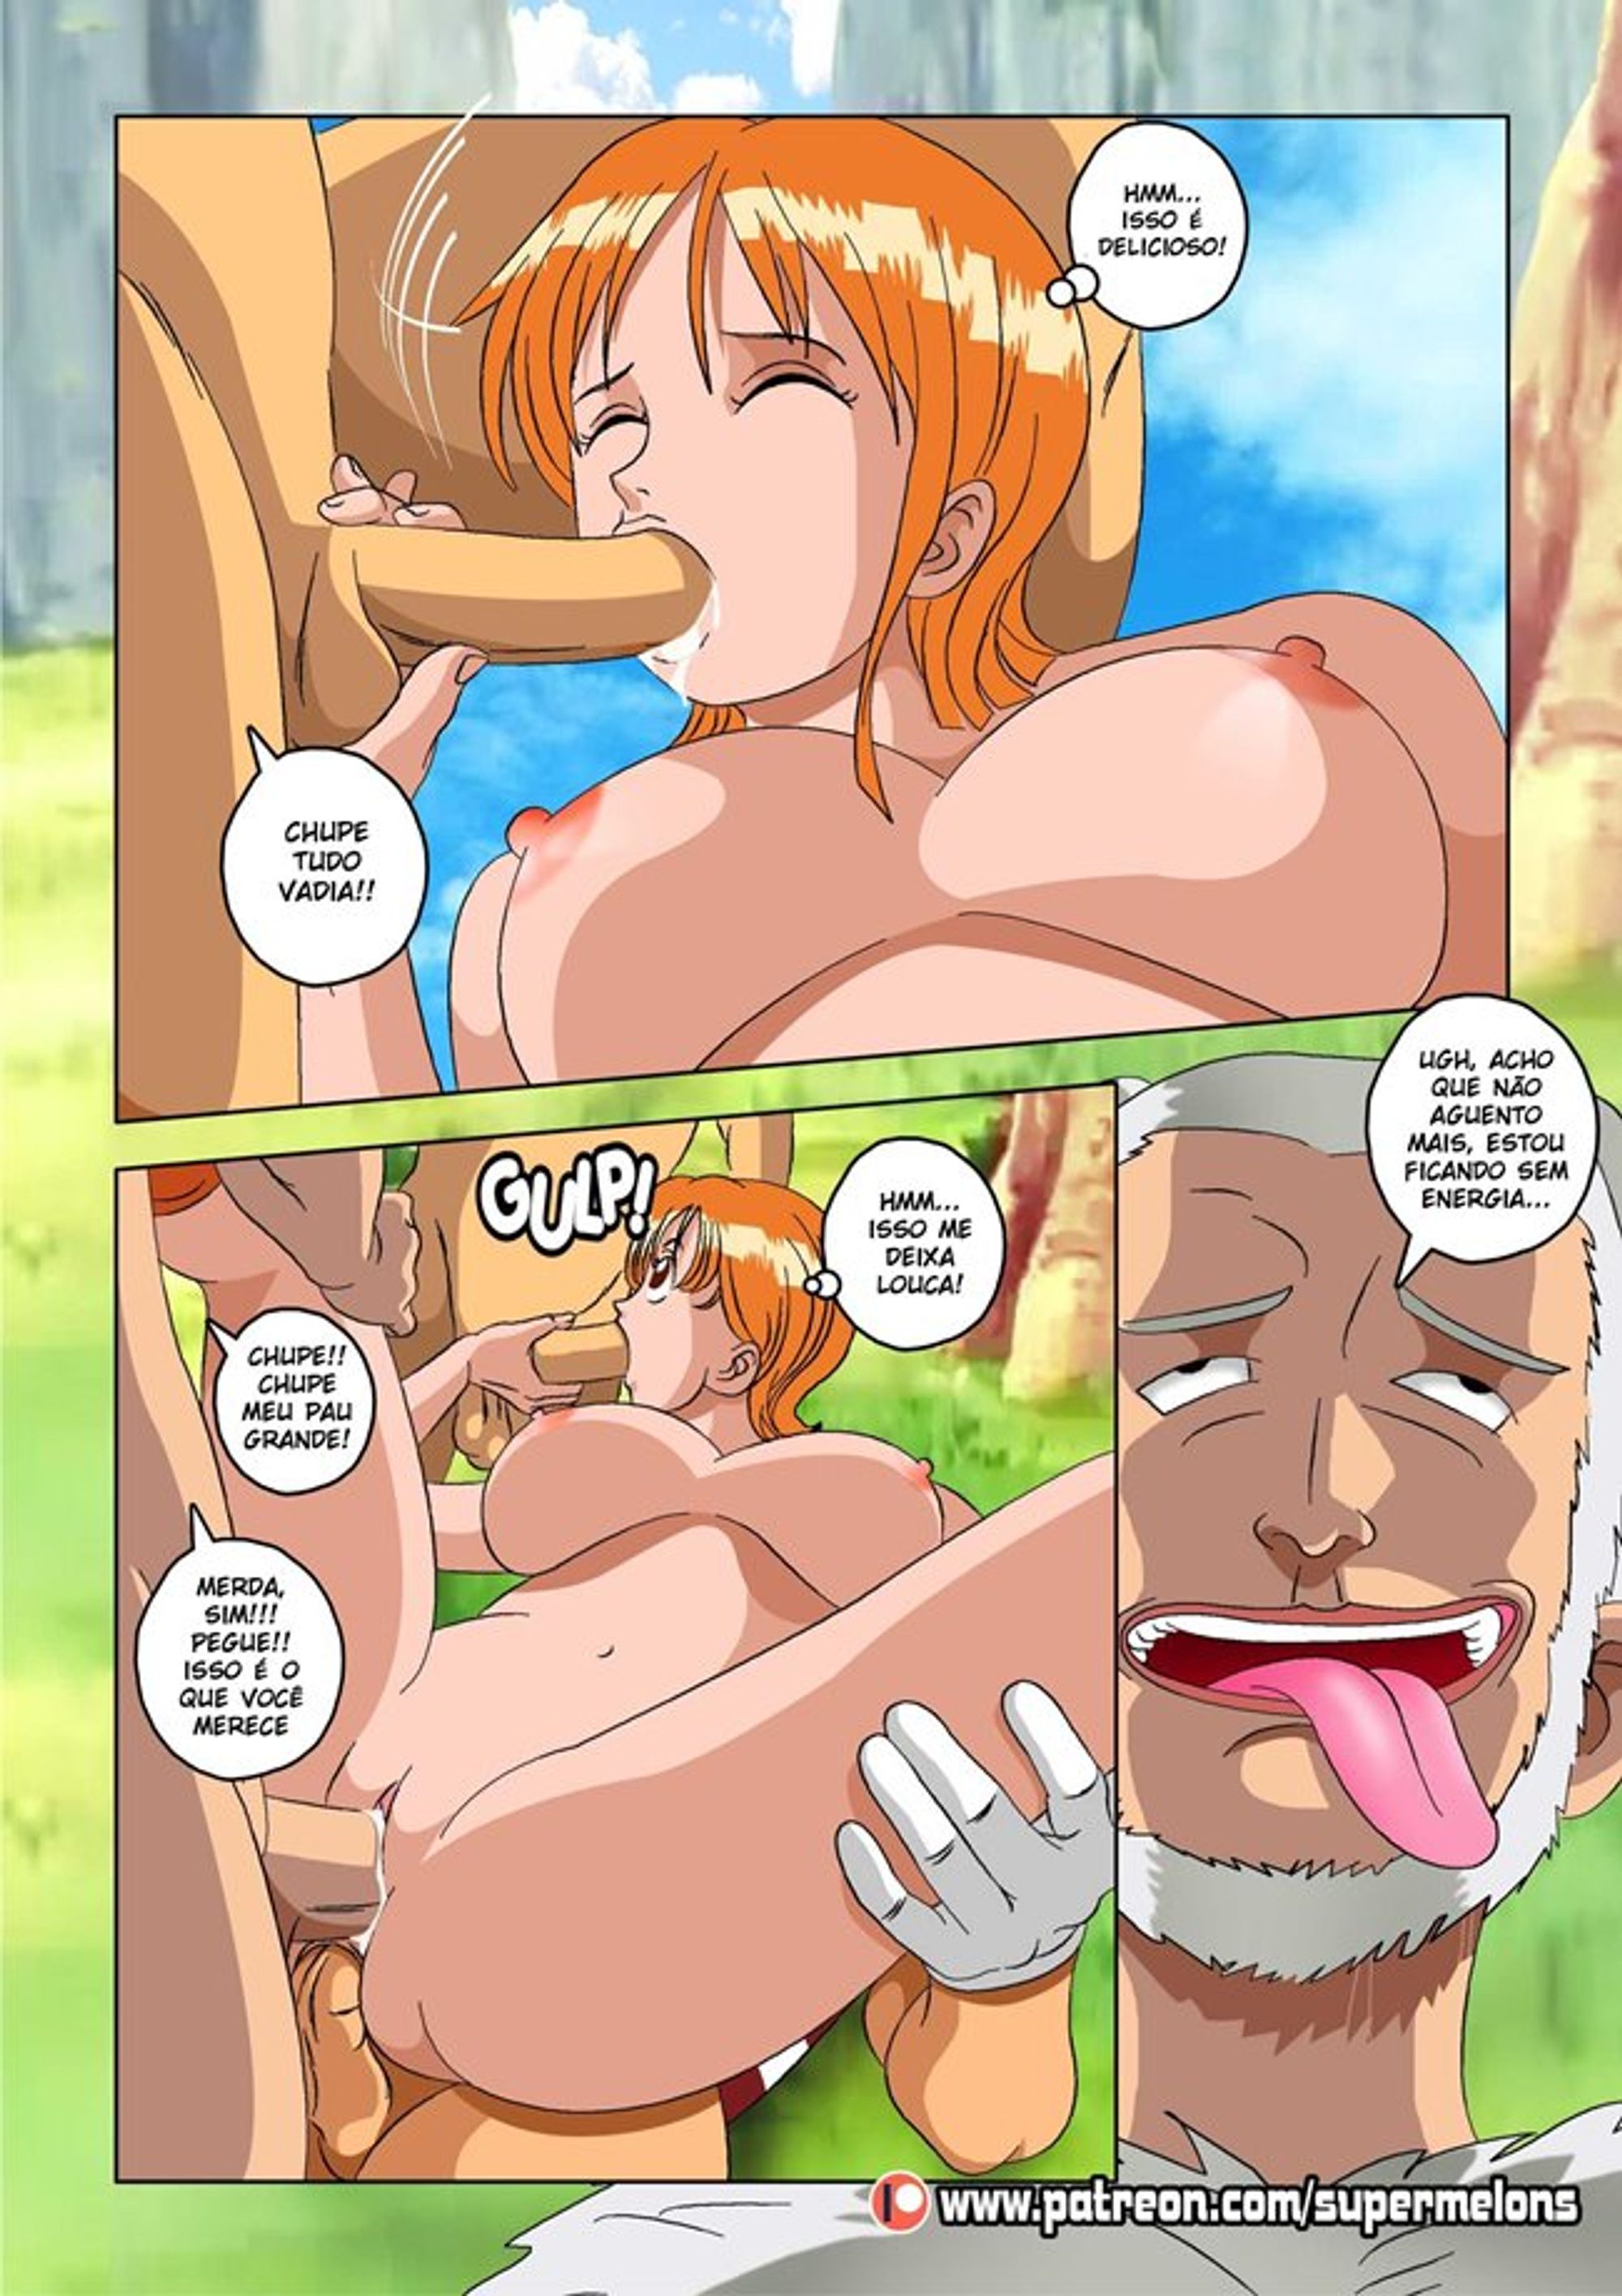 HMM...
ISSO É
DELICIOSO!
CHUPE
TUDO
VADIA!!
UGH, ACHO
QUE NÃO
AGUENTO
MAIS, ESTOU
FICANDO SEM
ENERGIA...
GULP!
HMM...
ISSO ME
DEIXA
LOUCA!
CHUPE!!
CHUPE
MEU PAU
GRANDE!
MERDA,
SIM!!!
PEGUE!!
ISSO É O
QUE VOCÊ
MERECE
www.patreon.com/supermelons